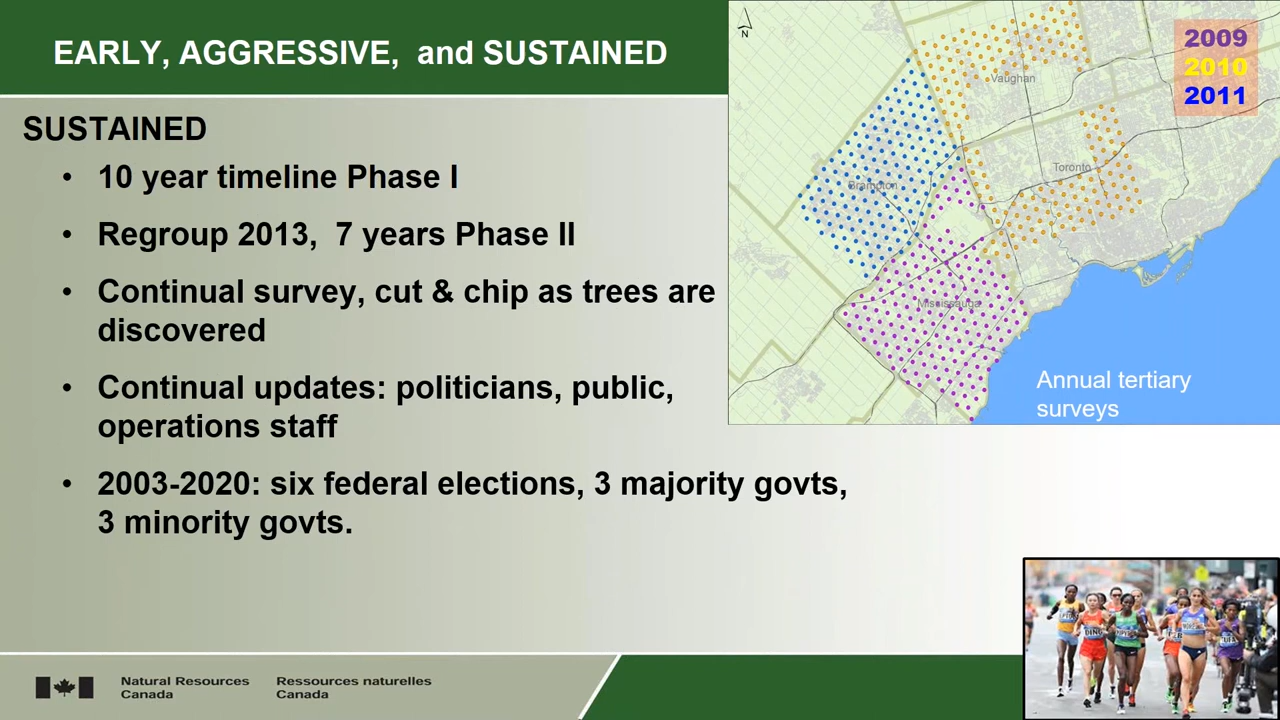 EARLY, AGGRESSIVE, and SUSTAINED
SUSTAINED
• 10 year timeline Phase I
• Regroup 2013, 7 years Phase II
• Continual survey, cut & chip as trees are
discovered
• Continual updates: politicians, public,
operations staff
• 2003-2020: six federal elections, 3 majority govts,
3 minority govts.
N
2009
2010
2011
Vaughan
Toronto
Brampton
Mississauga
Annual tertiary
surveys
Natural Resources
Canada
Ressources naturelles
Canada
DING